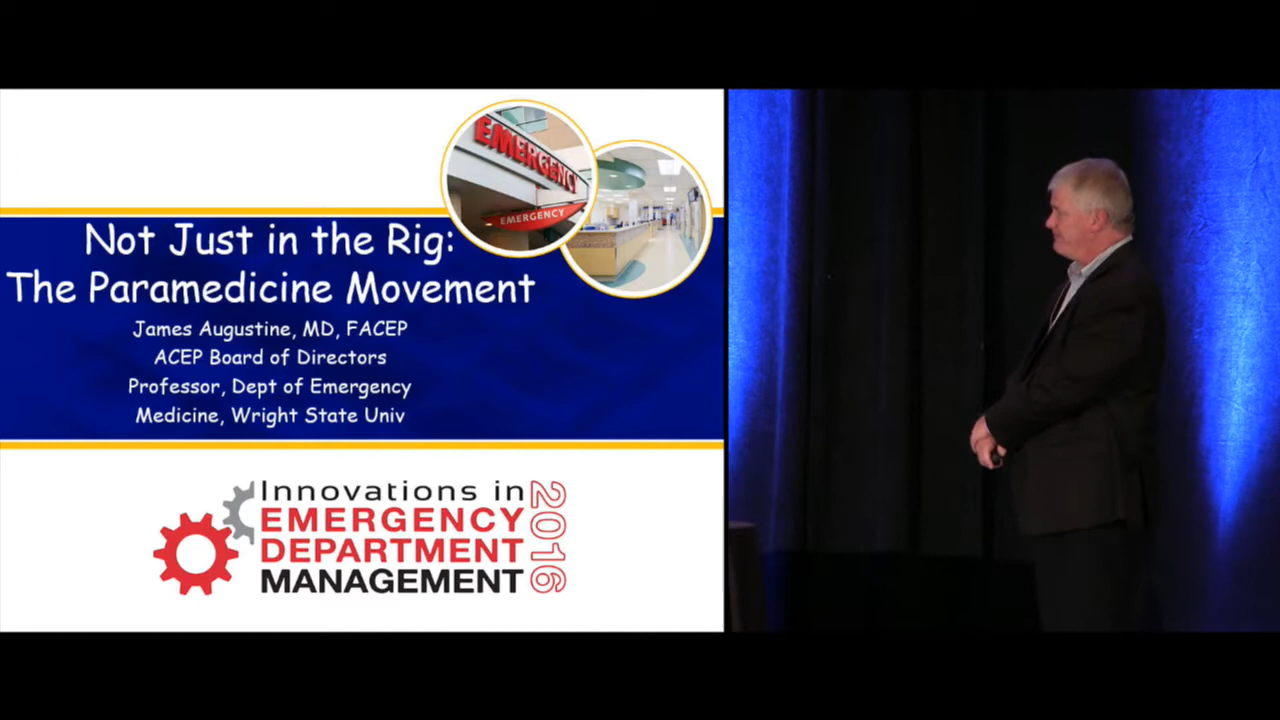 EMERGENCY
EMERGENCY
Not Just in the Rig:
The Paramedicine Movement
James Augustine, MD, FACEP
ACEP Board of Directors
Professor, Dept of Emergency
Medicine, Wright State Univ
Innovations in
EMERGENCY
DEPARTMENT
MANAGEMENT
2016